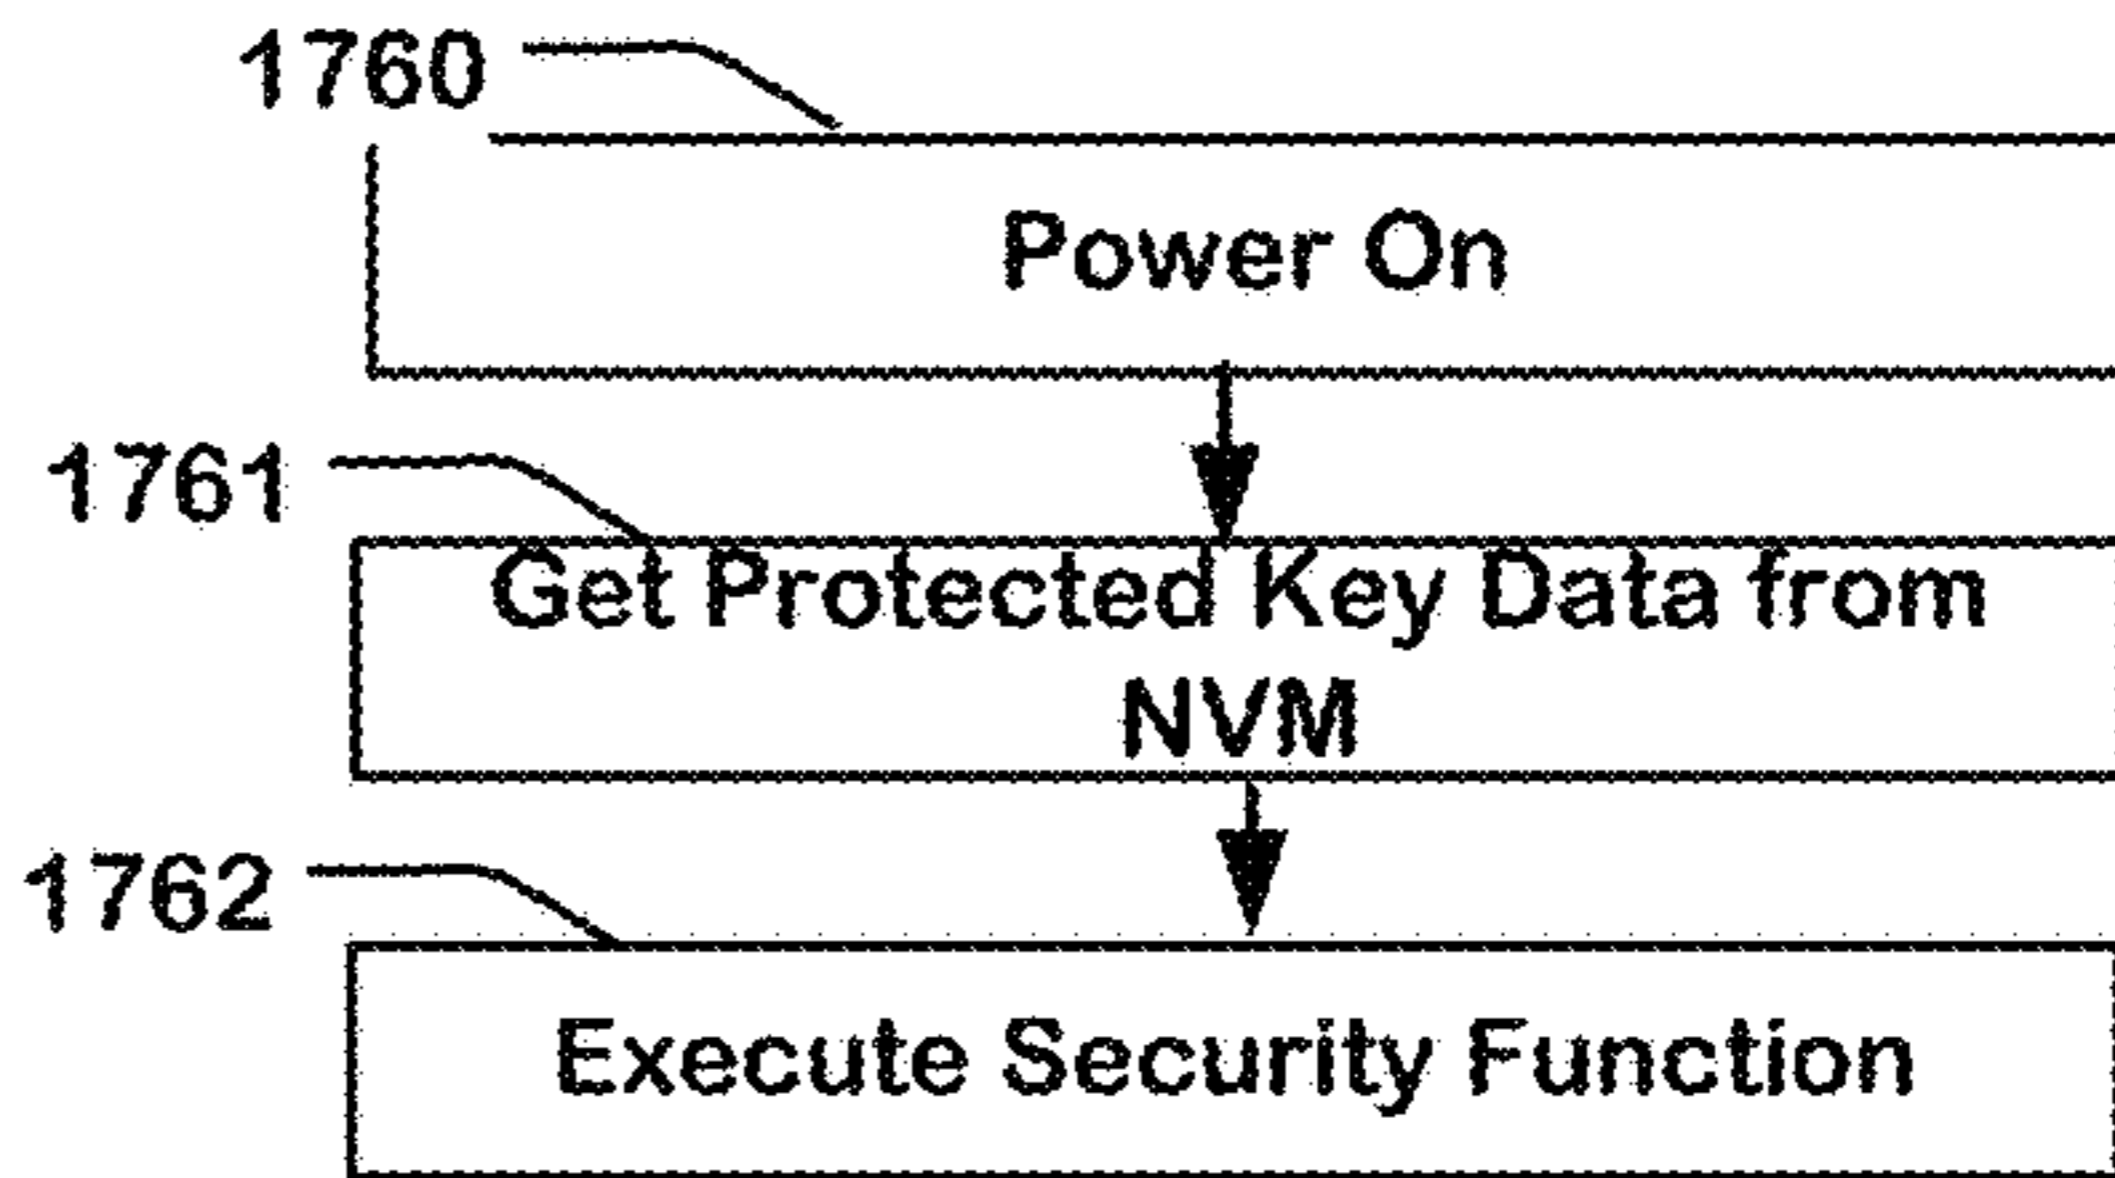 1760
Power On
1761
Get Protected Key Data from
NVM
1762
Execute Security Function